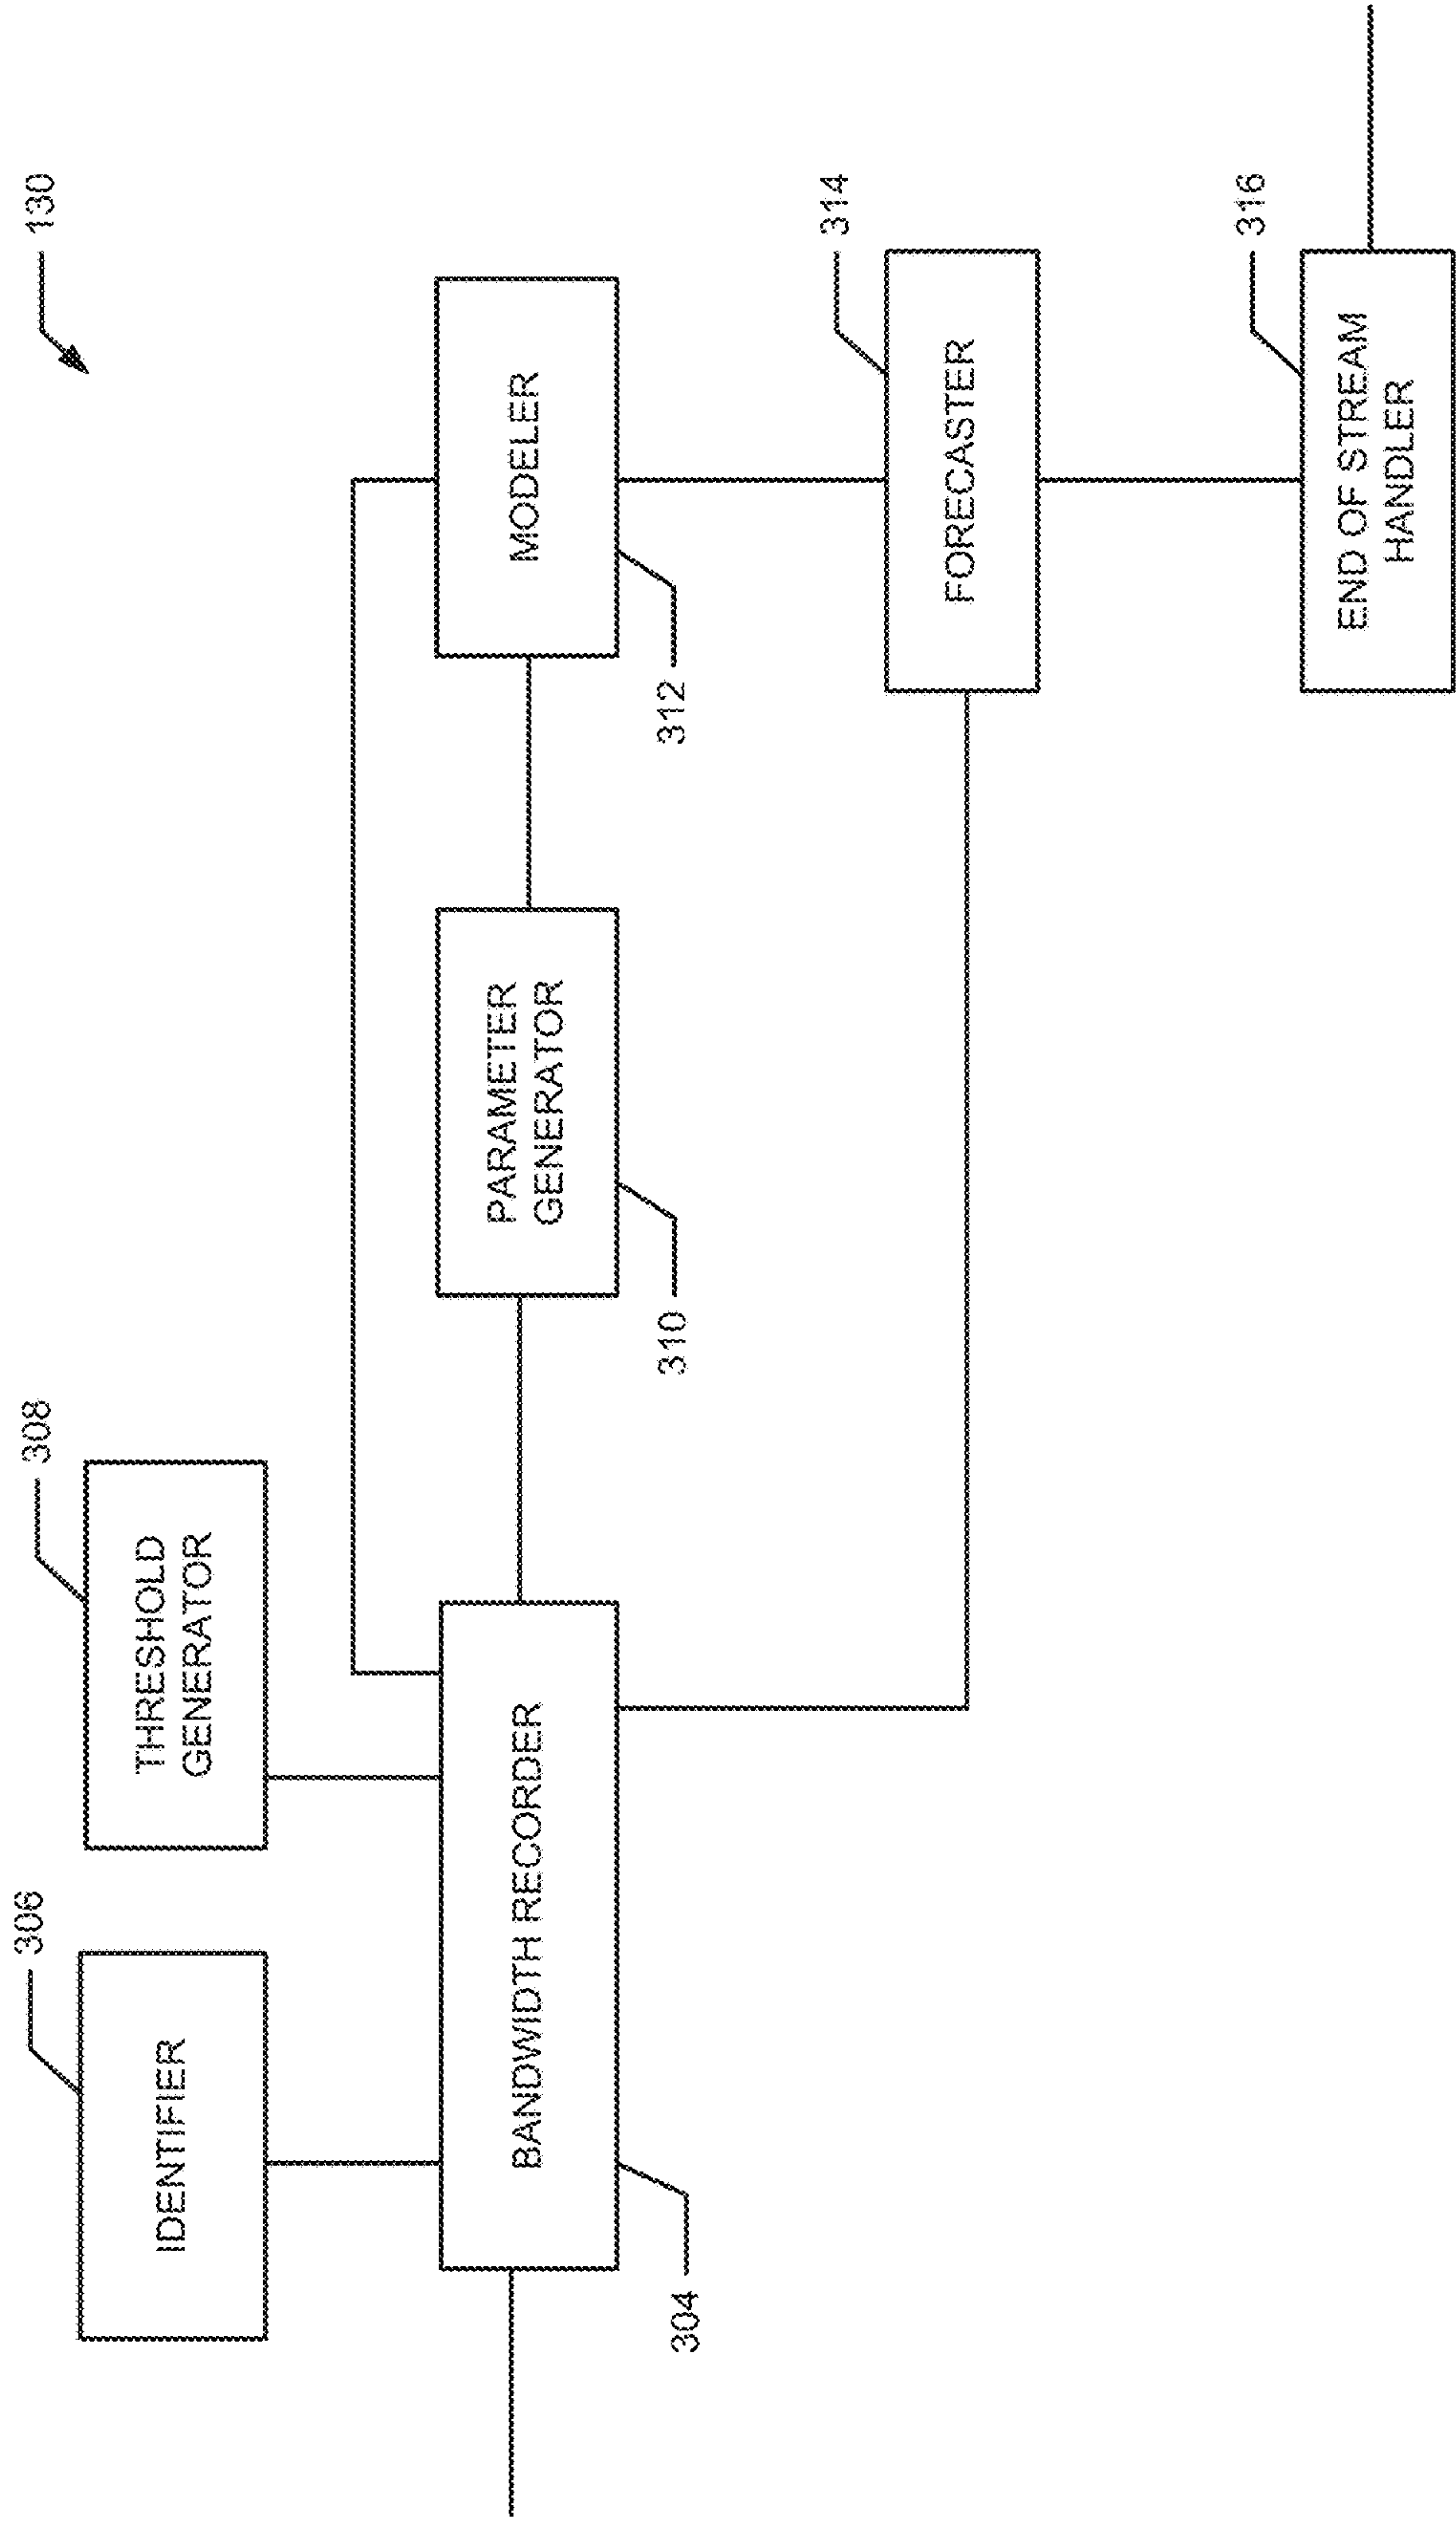 130
306
IDENTIFIER
308
THRESHOLD
GENERATOR
BANDWIDTH RECORDER
304
PARAMETER
GENERATOR
310
MODELER
312
314
FORECASTER
316
END OF STREAM
HANDLER